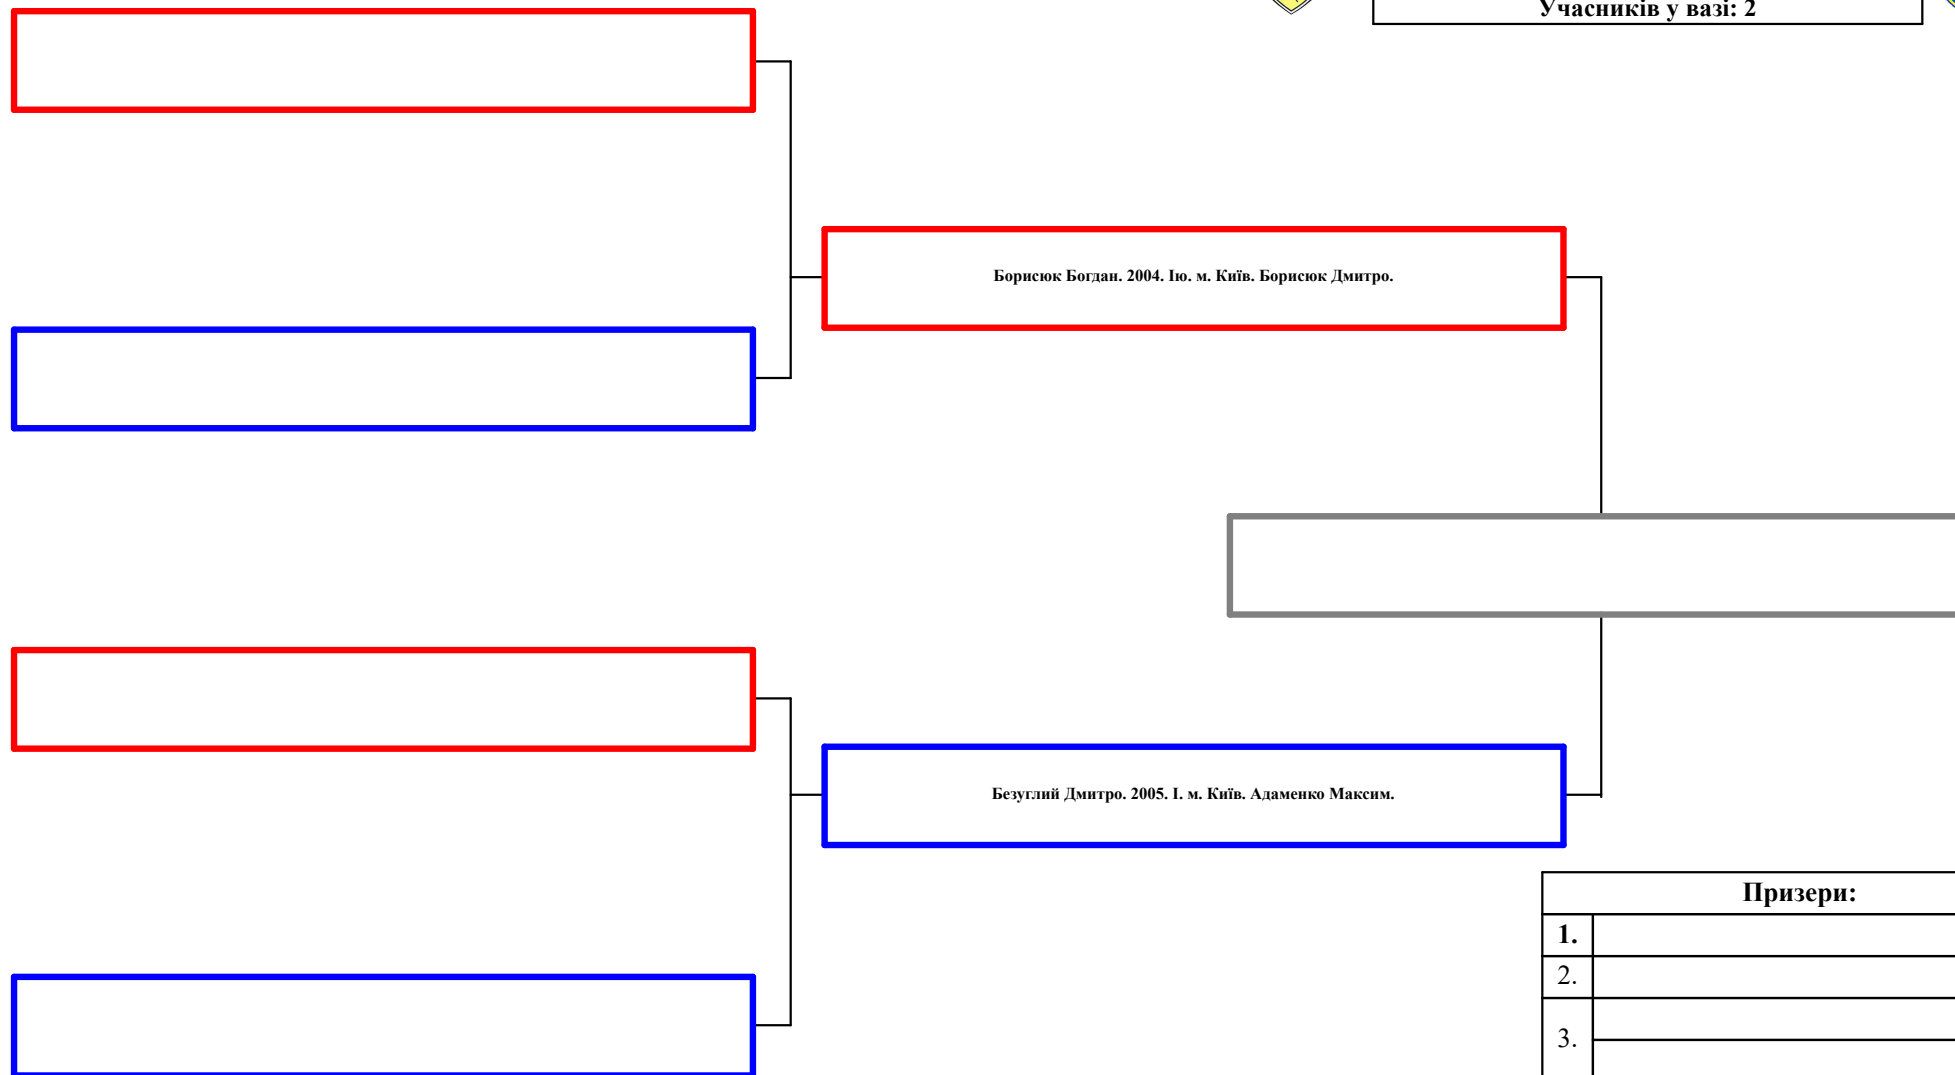 Учасників у вазі: 2
Борисюк Богдан. 2004. Ію. м. Київ. Борисюк Дмитро.
Безуглий Дмитро. 2005. І. м. Київ. Адаменко Максим.
Призери:
1.
2.
3.